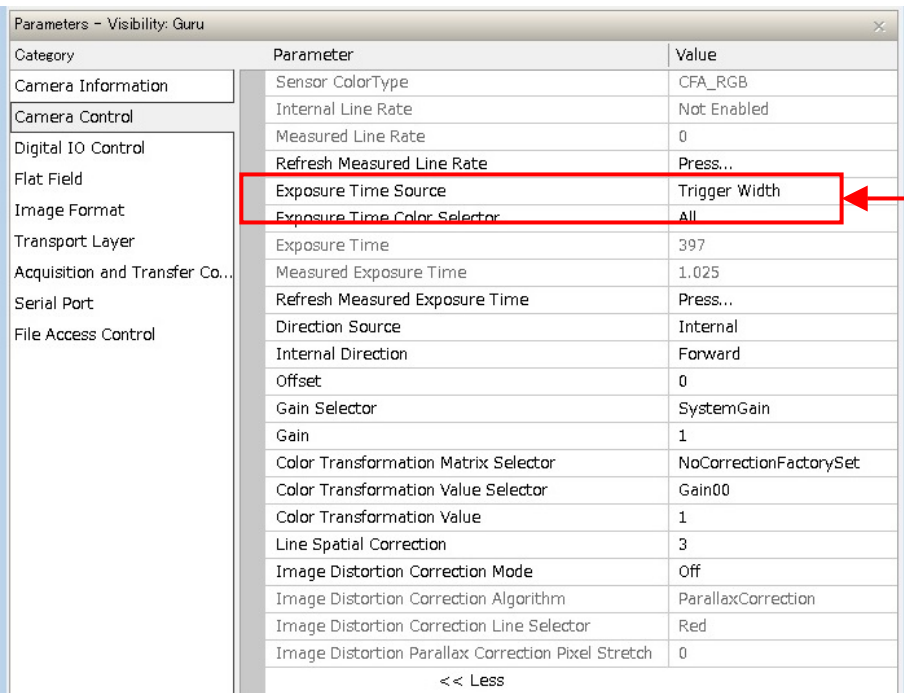 Parameters - Visibility: Guru
Category
Parameter Value
Camera Information
Camera Control
Digital IO Control
Flat Field
Image Format
Transport Layer
Acquisition and Transfer Co...
Serial Port
File Access Control
Sensor ColorType CFA_RGB
Internal Line Rate Not Enabled
Measured Line Rate 0
Refresh Measured Line Rate Press...
Exposure Time Source Trigger Width
Exposure Time Color Selector All
Exposure Time 397
Measured Exposure Time 1.025
Refresh Measured Exposure Time Press...
Direction Source Internal
Internal Direction Forward
Offset 0
Gain Selector SystemGain
Gain 1
Color Transformation Matrix Selector NoCorrectionFactorySet
Color Transformation Value Selector Gain00
Color Transformation Value 1
Line Spatial Correction 3
Image Distortion Correction Mode Off
Image Distortion Correction Algorithm ParallaxCorrection
Image Distortion Correction Line Selector Red
Image Distortion Parallax Correction Pixel Stretch 0
<< Less